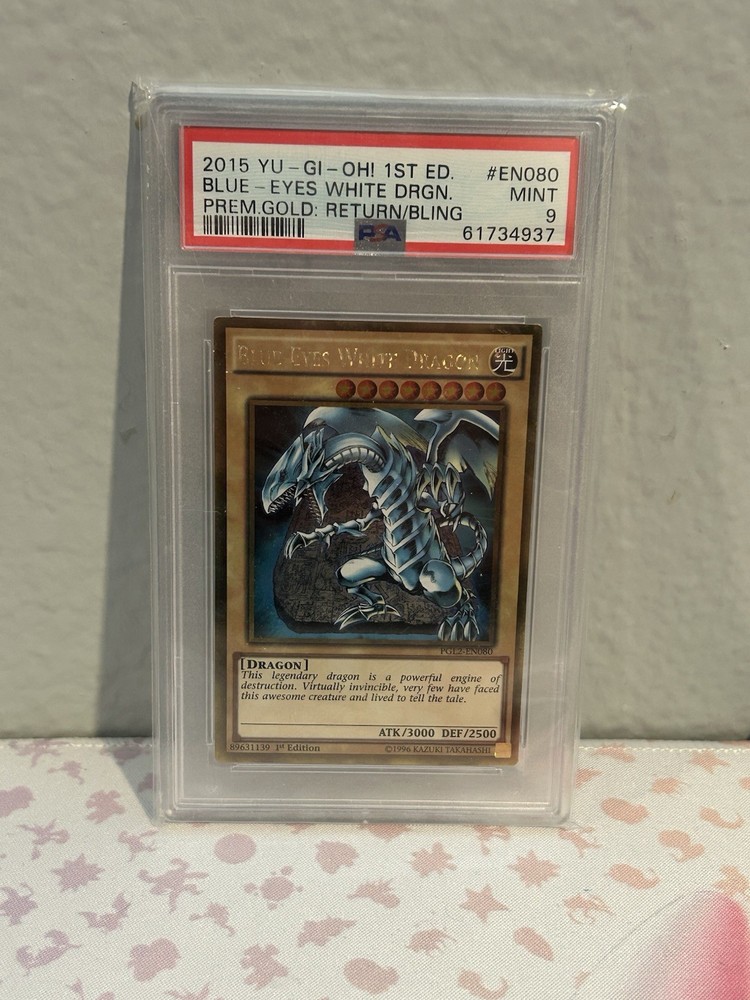 2015 YU-GI-OH! 1ST ED. #EN080
BLUE-EYES WHITE DRGN. MINT
PREM.GOLD: RETURN/BLING 9
PSA 61734937
BLUE-EYES WHITE DRAGON
LIGHT
光
PGL2-EN080
[DRAGON]
This legendary dragon is a powerful engine of
destruction. Virtually invincible, very few have faced
this awesome creature and lived to tell the tale.
ATK/3000 DEF/2500
89631139 1st Edition ©1996 KAZUKI TAKAHASHI